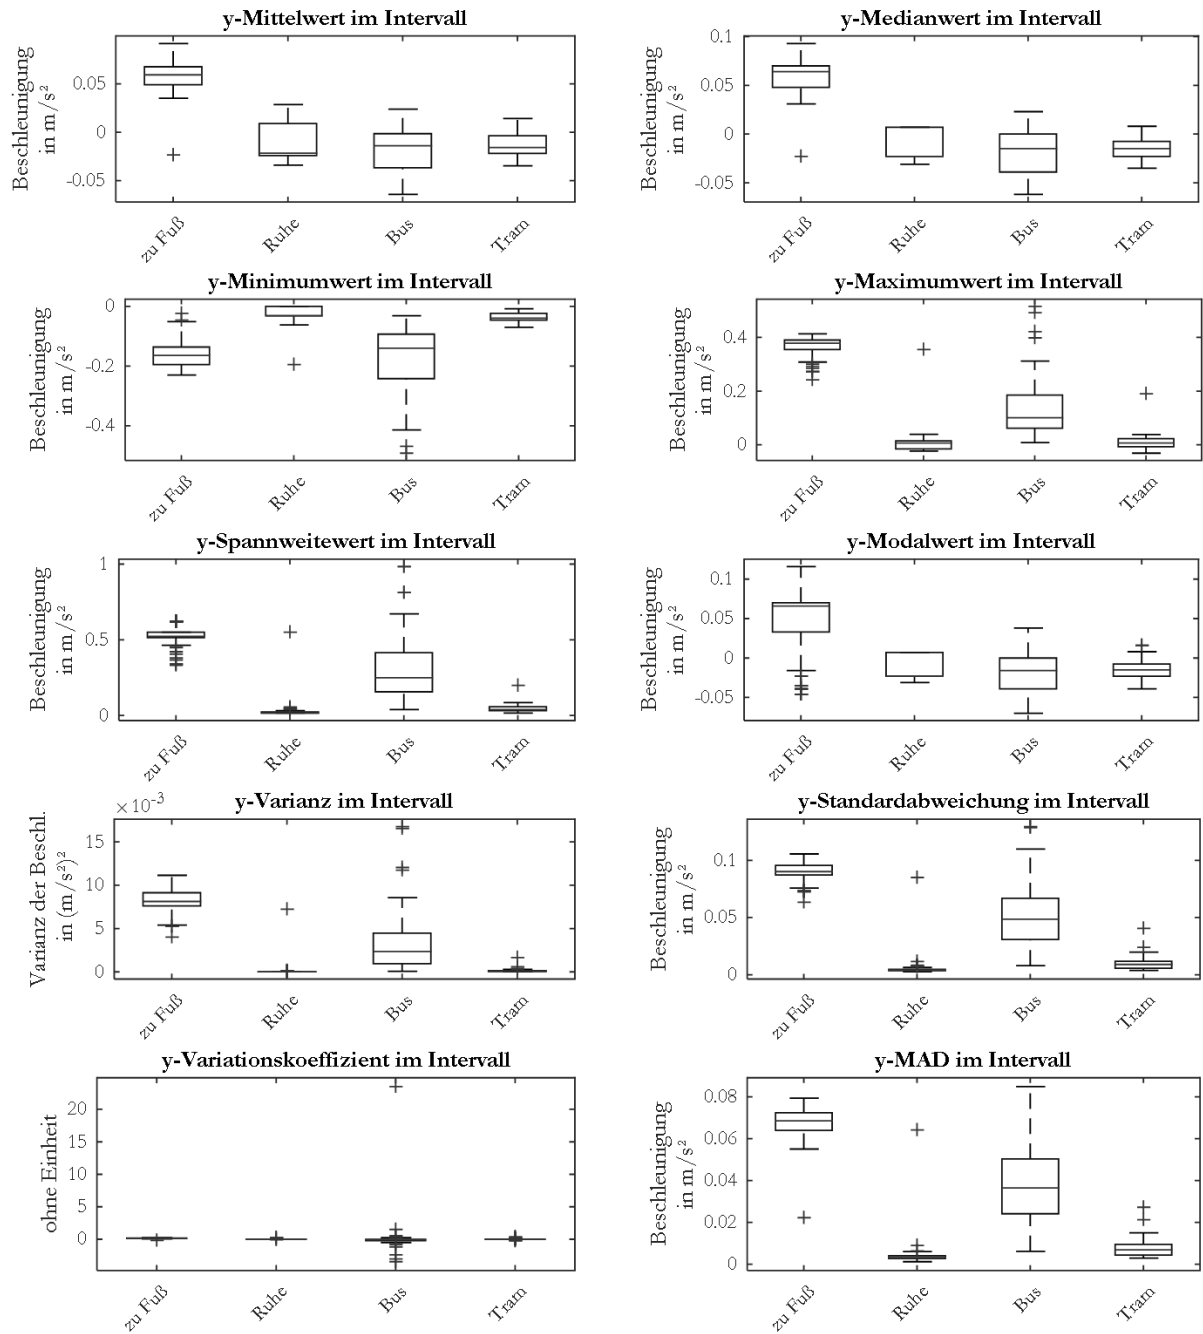 y-Mittelwert im Intervall
Beschleunigung
in m/s²
0.05
0
-0.05
zu Fuß
Ruhe
Bus
Tram
y-Medianwert im Intervall
Beschleunigung
in m/s²
0.1
0.05
0
-0.05
zu Fuß
Ruhe
Bus
Tram
y-Minimumwert im Intervall
Beschleunigung
in m/s²
0
-0.2
-0.4
zu Fuß
Ruhe
Bus
Tram
y-Maximumwert im Intervall
Beschleunigung
in m/s²
0.4
0.2
0
zu Fuß
Ruhe
Bus
Tram
y-Spannweitewert im Intervall
Beschleunigung
in m/s²
1
0.5
0
zu Fuß
Ruhe
Bus
Tram
y-Modalwert im Intervall
Beschleunigung
in m/s²
0.1
0.05
0
-0.05
zu Fuß
Ruhe
Bus
Tram
y-Varianz im Intervall
×10⁻³
Varianz der Beschl.
in (m/s²)²
15
10
5
0
zu Fuß
Ruhe
Bus
Tram
y-Standardabweichung im Intervall
Beschleunigung
in m/s²
0.1
0.05
0
zu Fuß
Ruhe
Bus
Tram
y-Variationskoeffizient im Intervall
ohne Einheit
20
15
10
5
0
zu Fuß
Ruhe
Bus
Tram
y-MAD im Intervall
Beschleunigung
in m/s²
0.08
0.06
0.04
0.02
0
zu Fuß
Ruhe
Bus
Tram